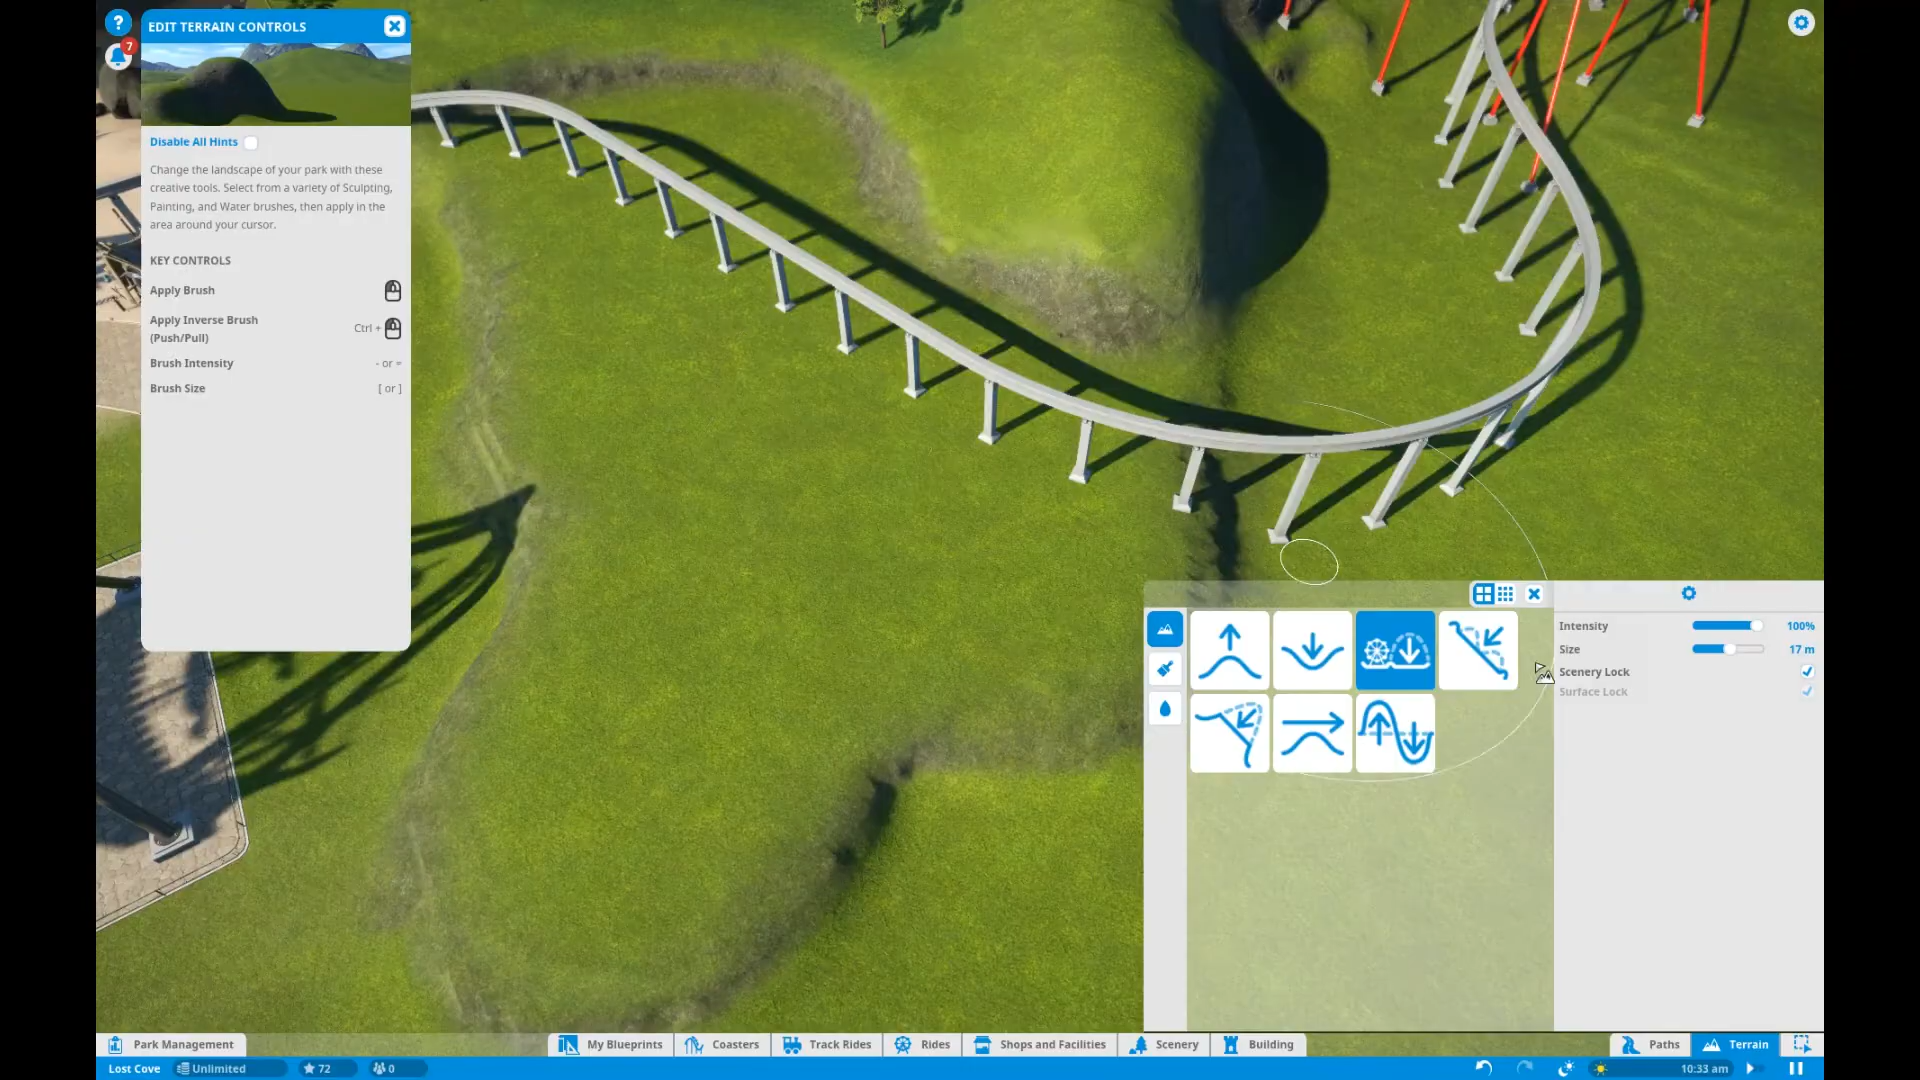 ?
7
EDIT TERRAIN CONTROLS
Disable All Hints
Change the landscape of your park with these
creative tools. Select from a variety of Sculpting,
Painting, and Water brushes, then apply in the
area around your cursor.
KEY CONTROLS
Apply Brush
Apply Inverse Brush
(Push/Pull)
Ctrl +
Brush Intensity
- or =
Brush Size
[ or ]
Intensity 100%
Size 17 m
Scenery Lock
Surface Lock
Park Management My Blueprints Coasters Track Rides Rides Shops and Facilities Scenery Building Paths Terrain
Lost Cove Unlimited 72 0 10:33 am